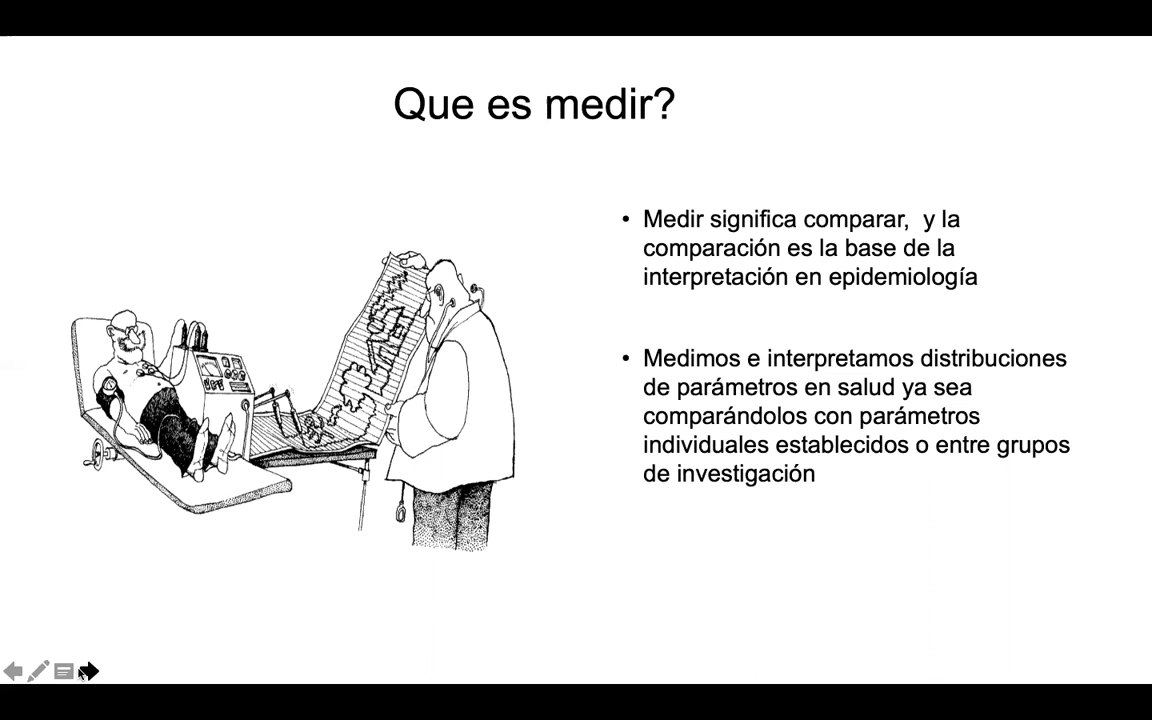 Que es medir?
• Medir significa comparar,  y la
comparación es la base de la
interpretación en epidemiología
• Medimos e interpretamos distribuciones
de parámetros en salud ya sea
comparándolos con parámetros
individuales establecidos o entre grupos
de investigación